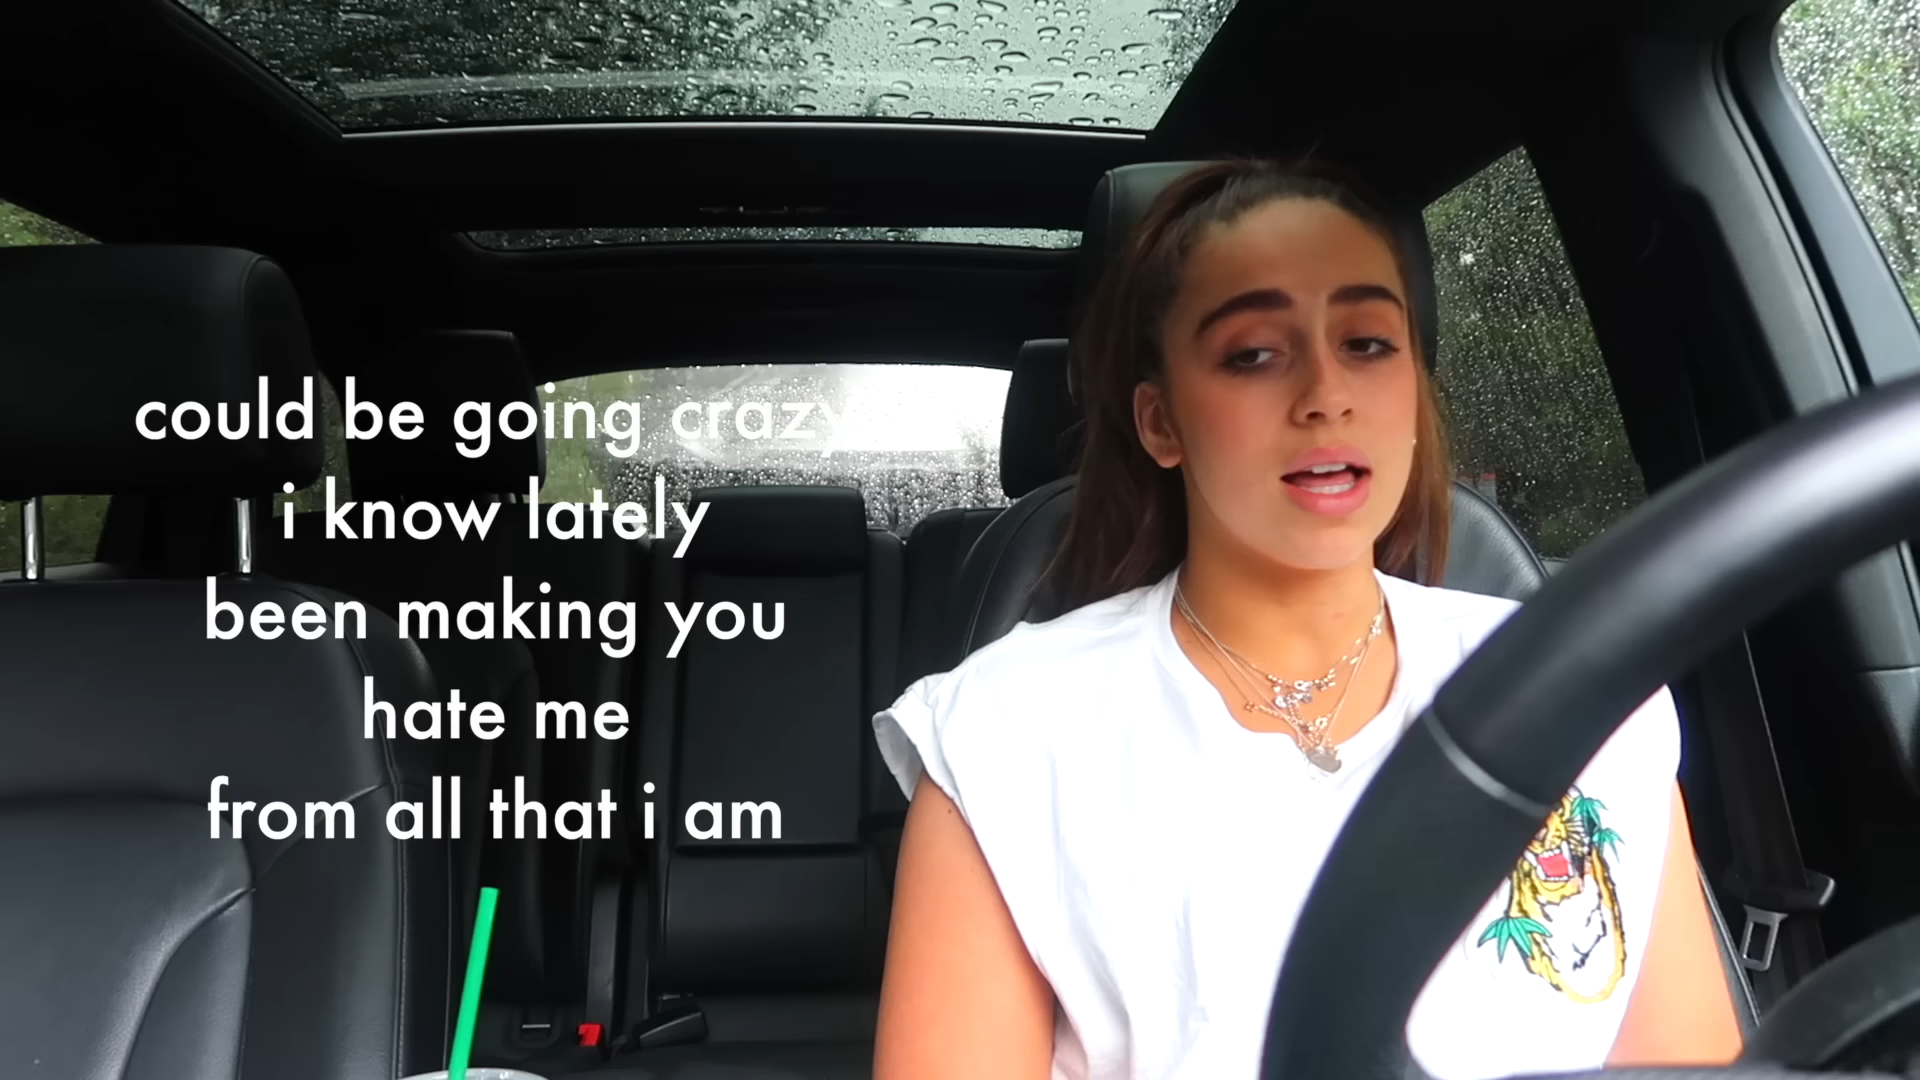 could be going crazy
i know lately
been making you
hate me
from all that i am